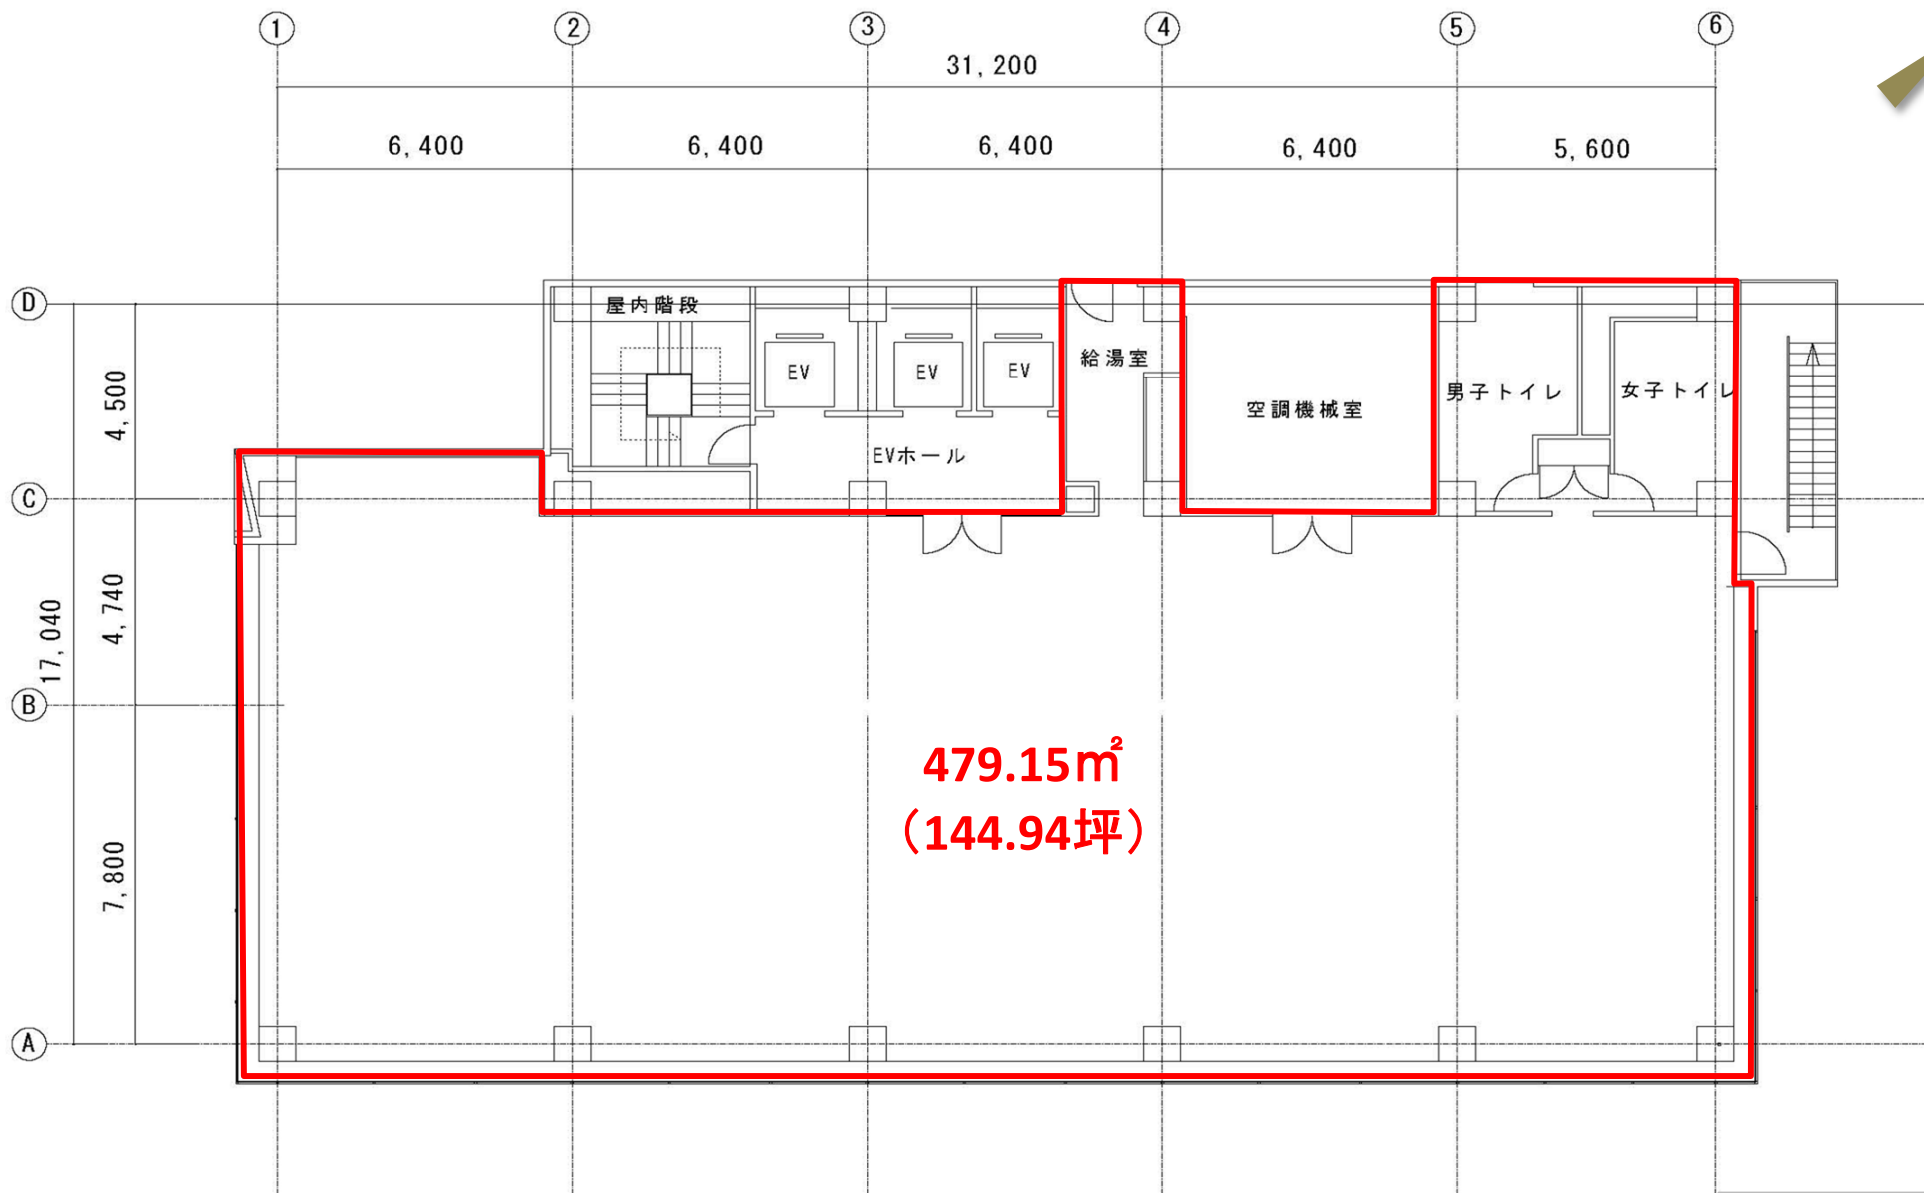 1 2 3 4 5 6
31,200
6,400 6,400 6,400 6,400 5,600
D
屋内階段
EV EV EV
給湯室
空調機械室
男子トイレ
女子トイレ
EVホール
4,500
C
4,740
17,040
B
479.15㎡
（144.94坪）
7,800
A